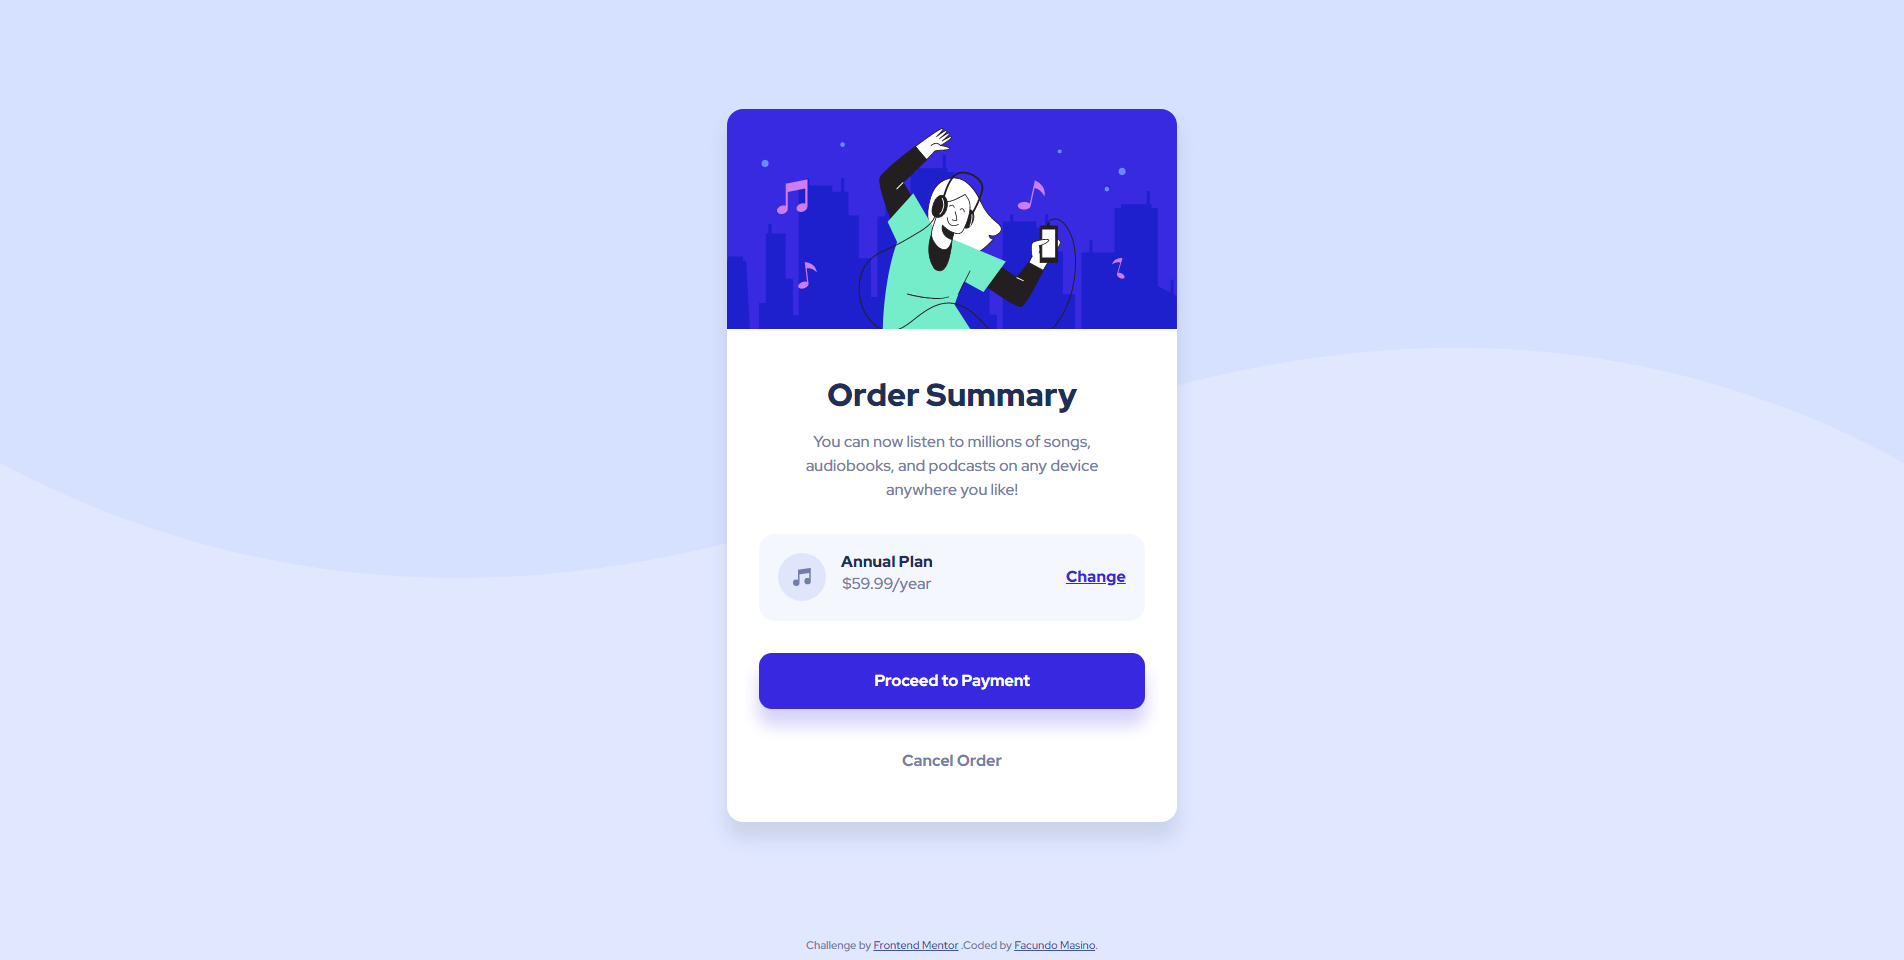 Order Summary
You can now listen to millions of songs,
audiobooks, and podcasts on any device
anywhere you like!
Annual Plan
$59.99/year
Change
Proceed to Payment
Cancel Order
Challenge by Frontend Mentor .Coded by Facundo Masino.